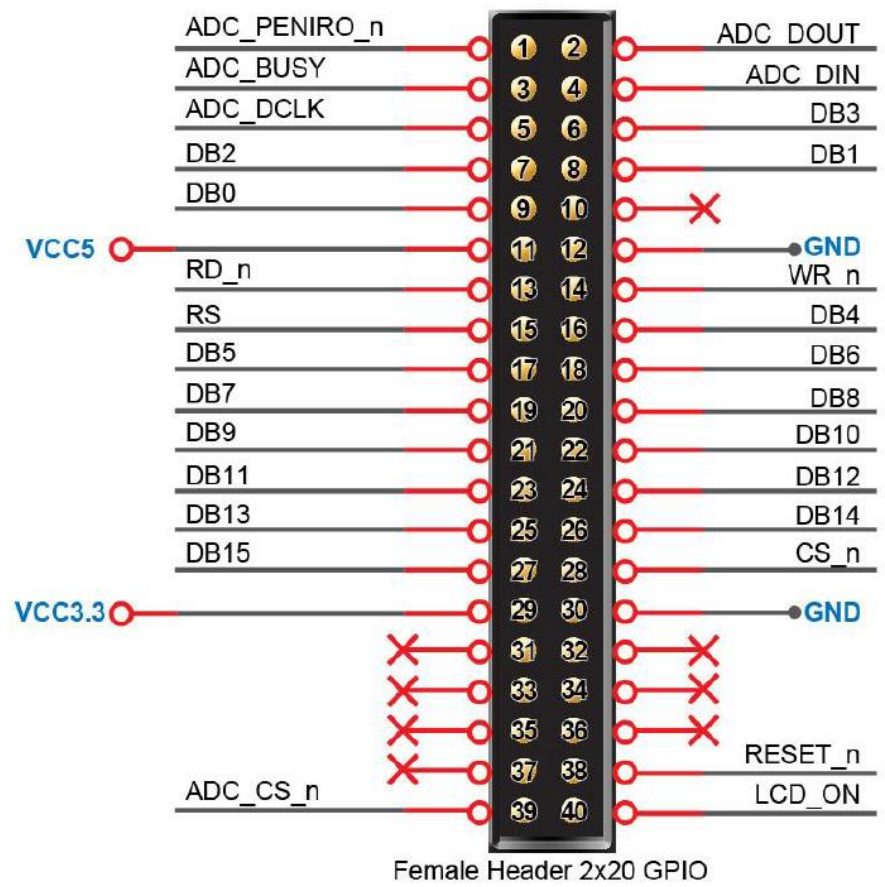 ADC_PENIRO_n 1 2 ADC_DOUT
ADC_BUSY 3 4 ADC_DIN
ADC_DCLK 5 6 DB3
DB2 7 8 DB1
DB0 9 10
VCC5 11 12 GND
RD_n 13 14 WR_n
RS 15 16 DB4
DB5 17 18 DB6
DB7 19 20 DB8
DB9 21 22 DB10
DB11 23 24 DB12
DB13 25 26 DB14
DB15 27 28 CS_n
VCC3.3 29 30 GND
31 32
33 34
35 36
37 38 RESET_n
ADC_CS_n 39 40 LCD_ON
Female Header 2x20 GPIO